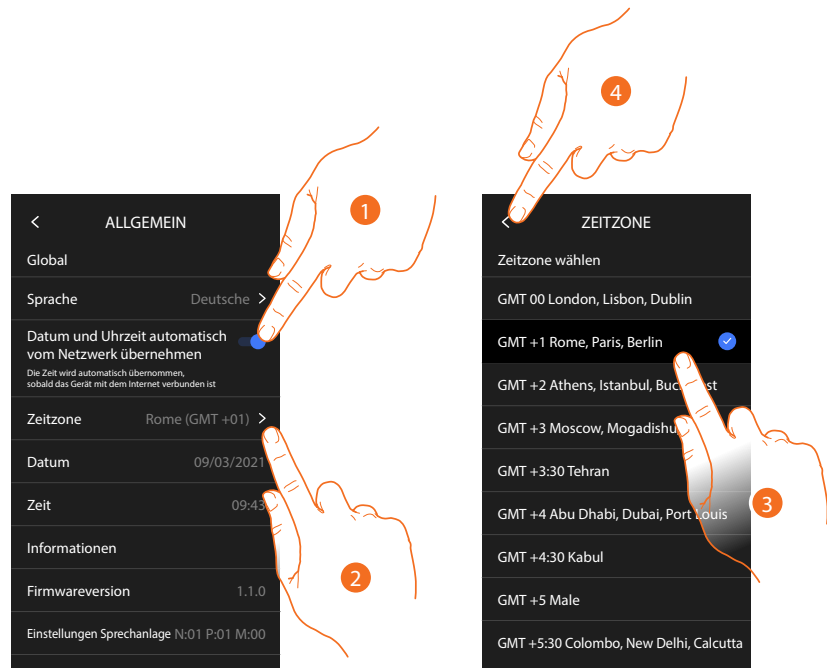 4
1
ALLGEMEIN
Global
Sprache Deutsche
Datum und Uhrzeit automatisch
vom Netzwerk übernehmen
Die Zeit wird automatisch übernommen,
sobald das Gerät mit dem Internet verbunden ist
Zeitzone Rome (GMT +01)
Datum 09/03/2021
Zeit 09:43
Informationen
Firmwareversion 1.1.0
Einstellungen Sprechanlage N:01 P:01 M:00
2
ZEITZONE
Zeitzone wählen
GMT 00 London, Lisbon, Dublin
GMT +1 Rome, Paris, Berlin
GMT +2 Athens, Istanbul,
GMT +3 Moscow, Mogadishu
GMT +3:30 Tehran
GMT +4 Abu Dhabi, Dubai, Port Louis
GMT +4:30 Kabul
GMT +5 Male
GMT +5:30 Colombo, New Delhi, Calcutta
3